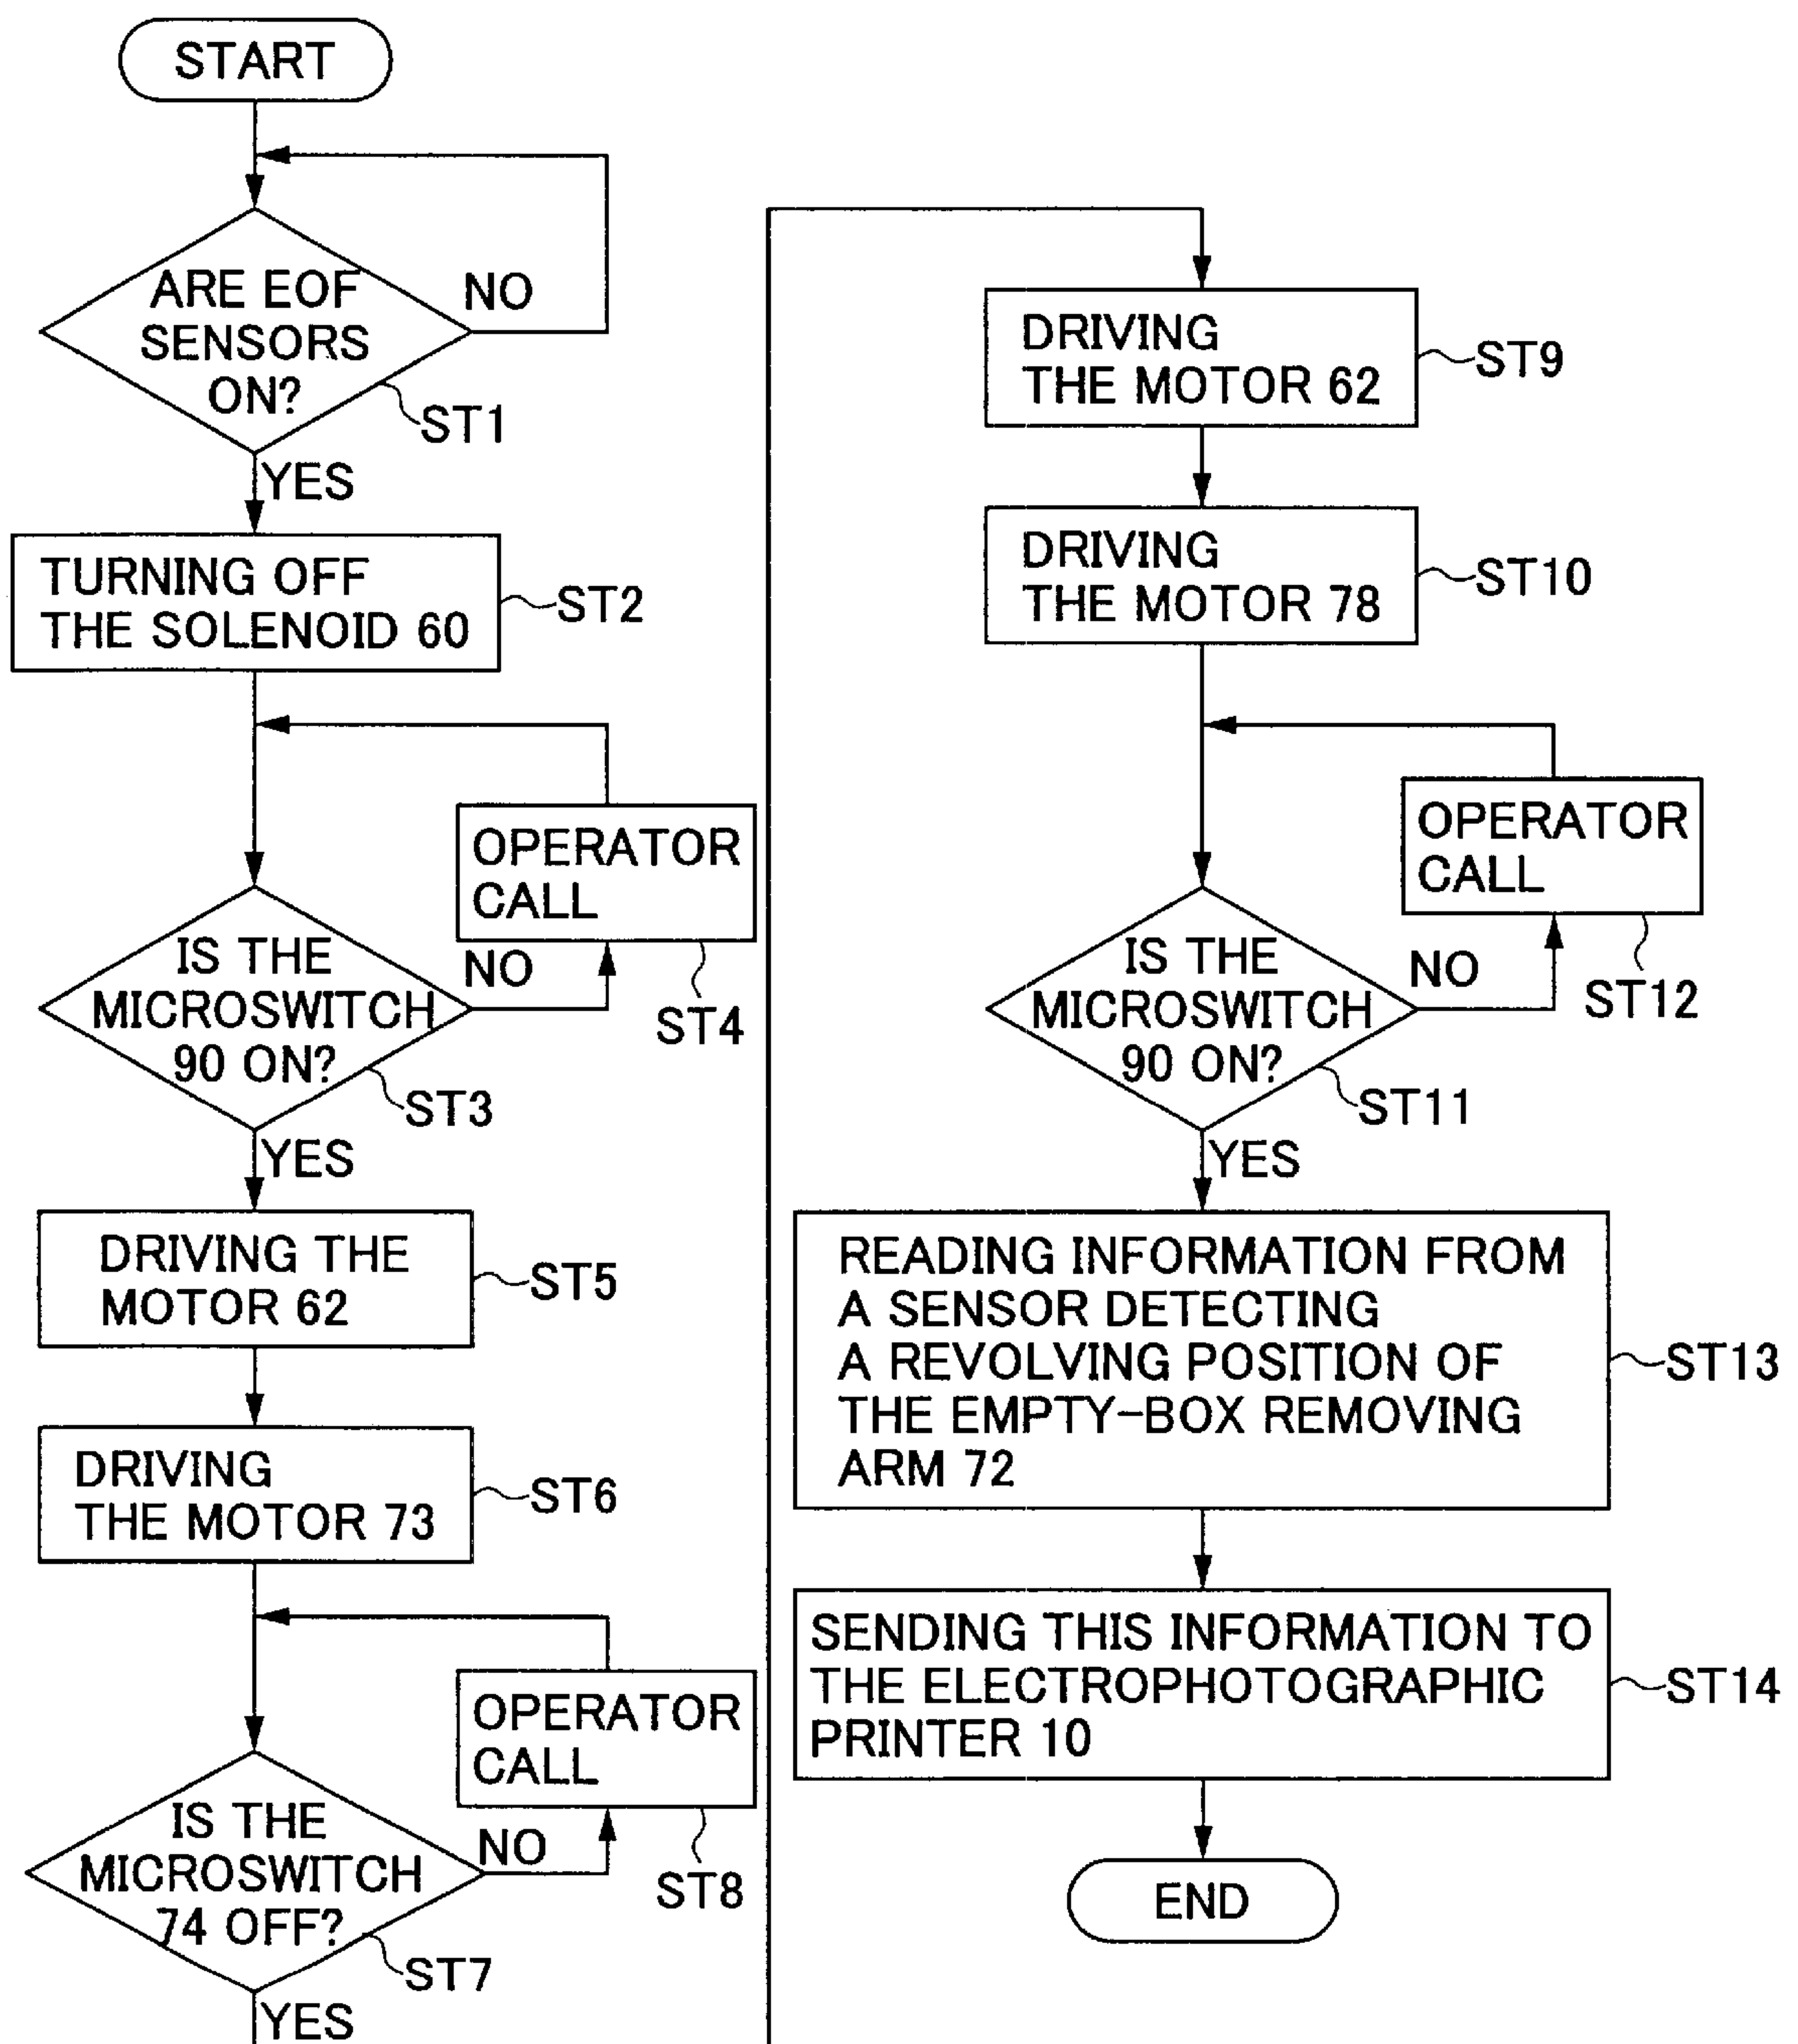 START
ARE EOF
SENSORS
ON?
NO
ST1
YES
TURNING OFF
THE SOLENOID 60
ST2
OPERATOR
CALL
ST4
IS THE
MICROSWITCH
90 ON?
NO
ST3
YES
DRIVING THE
MOTOR 62
ST5
DRIVING
THE MOTOR 73
ST6
OPERATOR
CALL
ST8
IS THE
MICROSWITCH
74 OFF?
NO
ST7
YES
DRIVING
THE MOTOR 62
ST9
DRIVING
THE MOTOR 78
ST10
OPERATOR
CALL
ST12
IS THE
MICROSWITCH
90 ON?
NO
ST11
YES
READING INFORMATION FROM
A SENSOR DETECTING
A REVOLVING POSITION OF
THE EMPTY-BOX REMOVING
ARM 72
ST13
SENDING THIS INFORMATION TO
THE ELECTROPHOTOGRAPHIC
PRINTER 10
ST14
END